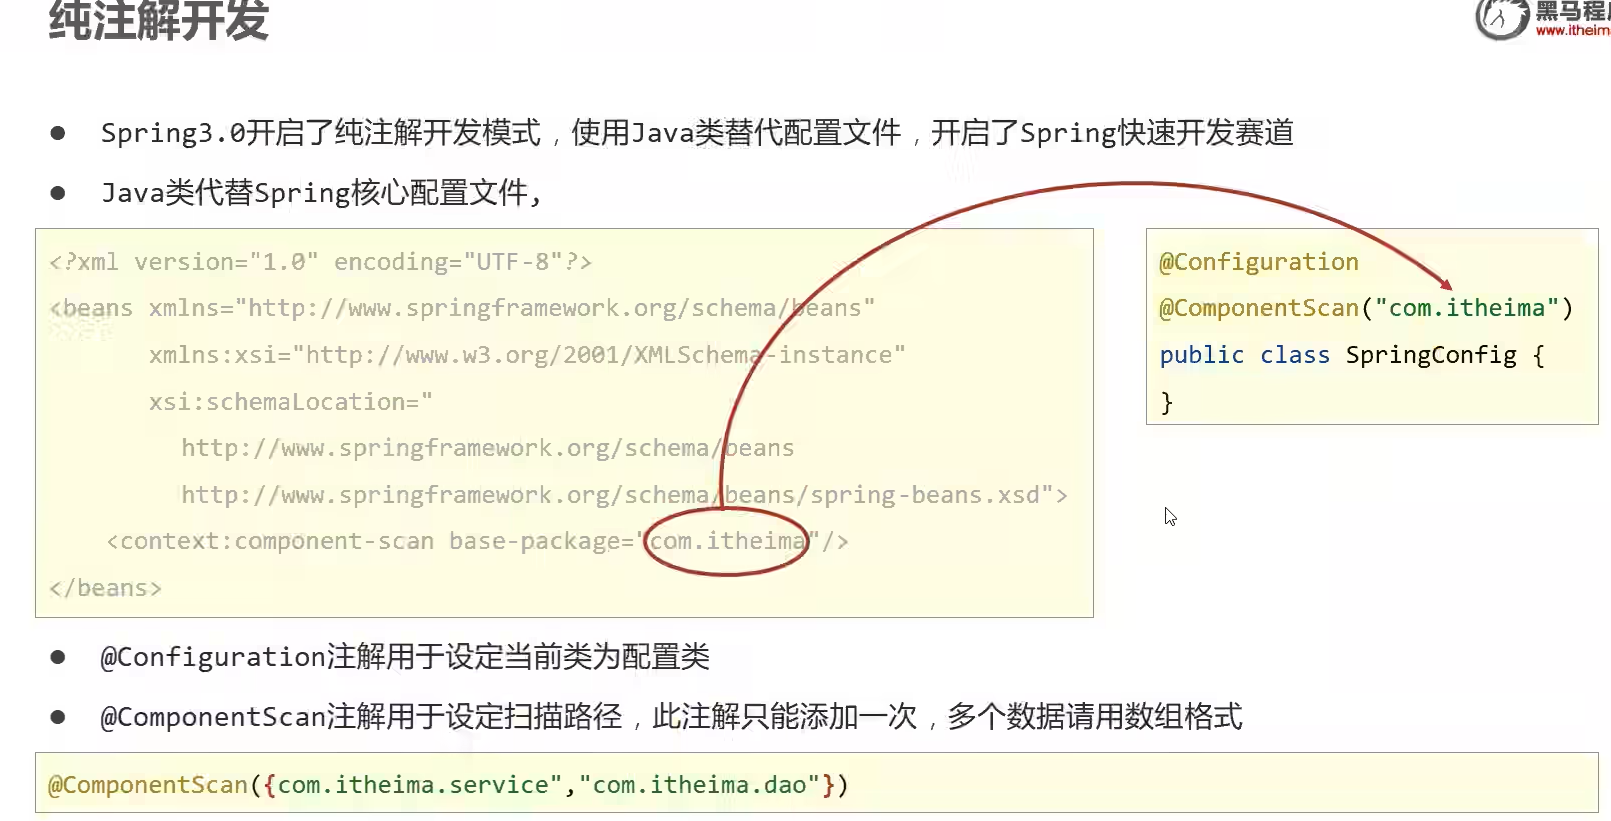 纯注解开发
黑马程
www.itheim
Spring3.0开启了纯注解开发模式，使用Java类替代配置文件，开启了Spring快速开发赛道
Java类代替Spring核心配置文件,
<?xml version="1.0" encoding="UTF-8"?>
<beans xmlns="http://www.springframework.org/schema/beans"
xmlns:xsi="http://www.w3.org/2001/XMLSchema-instance"
xsi:schemaLocation="
http://www.springframework.org/schema/beans
http://www.springframework.org/schema/beans/spring-beans.xsd">
<context:component-scan base-package="com.itheima"/>
</beans>
@Configuration
@ComponentScan("com.itheima")
public class SpringConfig {
}
@Configuration注解用于设定当前类为配置类
@ComponentScan注解用于设定扫描路径，此注解只能添加一次，多个数据请用数组格式
@ComponentScan({com.itheima.service","com.itheima.dao"})